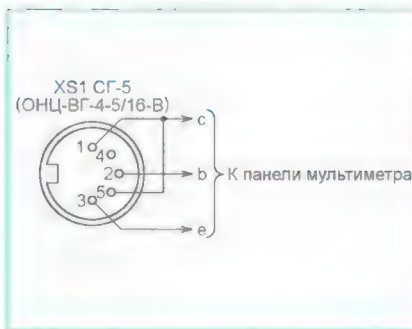 XS1 СГ-5
(ОНЦ-ВГ-4-5/16-В)
1 c
4
2 b К панели мультиметра
5
3 e